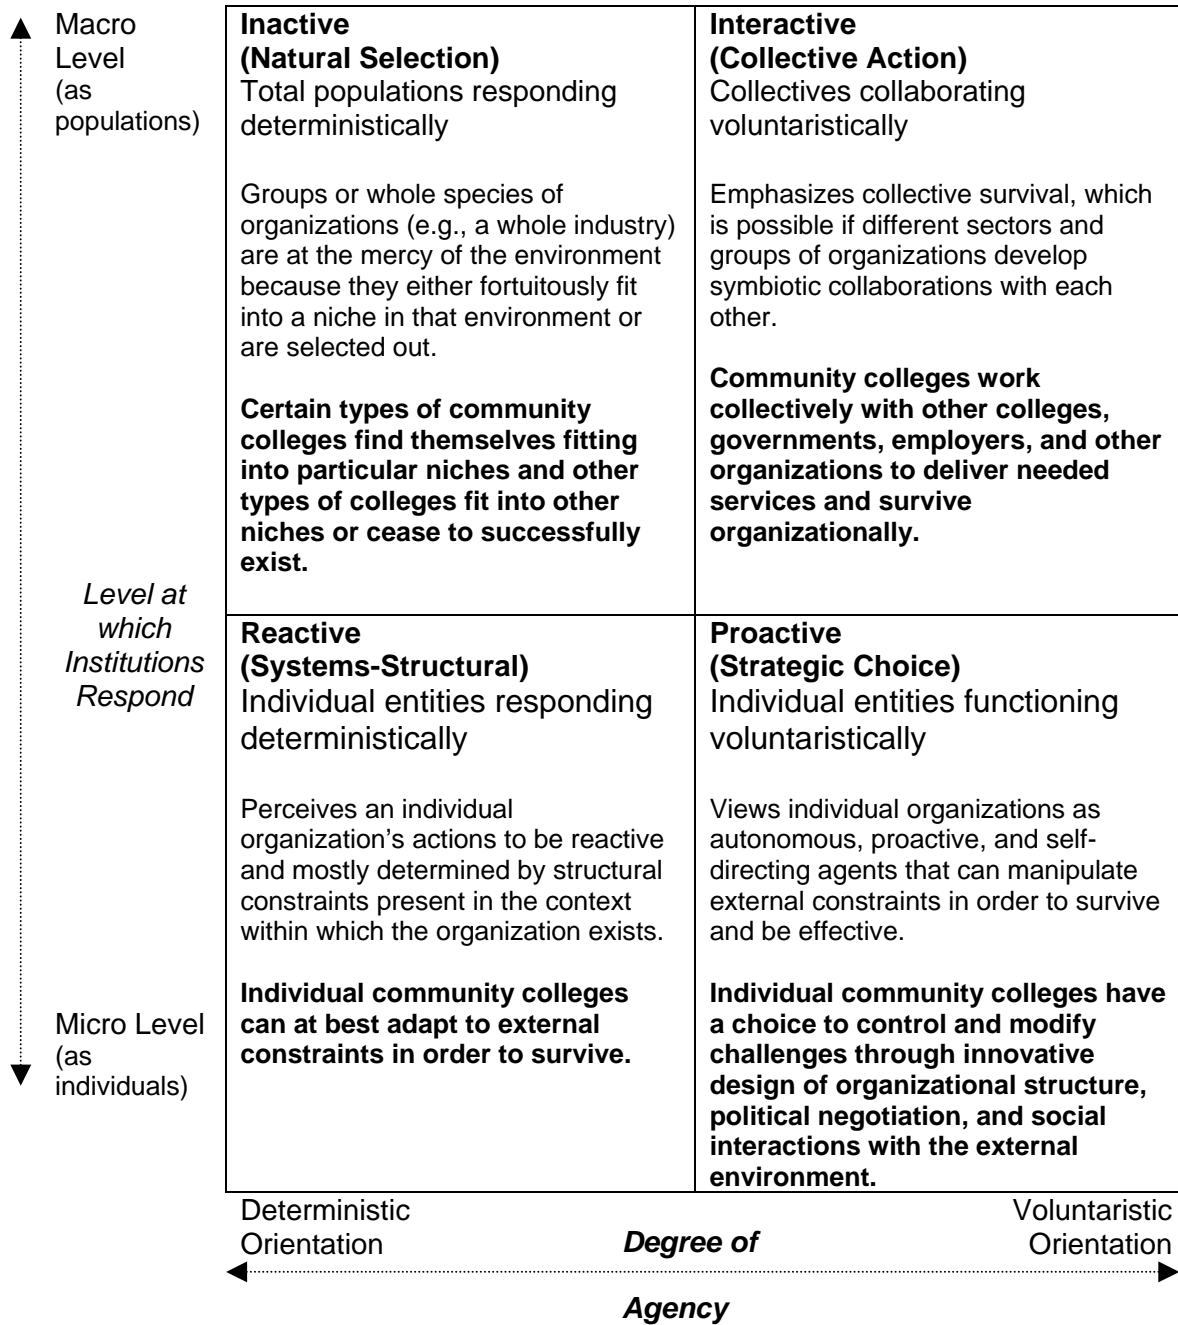 Macro
Level
(as
populations)
Inactive
(Natural Selection)
Total populations responding
deterministically
Groups or whole species of
organizations (e.g., a whole industry)
are at the mercy of the environment
because they either fortuitously fit
into a niche in that environment or
are selected out.
Certain types of community
colleges find themselves fitting
into particular niches and other
types of colleges fit into other
niches or cease to successfully
exist.
Interactive
(Collective Action)
Collectives collaborating
voluntaristically
Emphasizes collective survival, which
is possible if different sectors and
groups of organizations develop
symbiotic collaborations with each
other.
Community colleges work
collectively with other colleges,
governments, employers, and other
organizations to deliver needed
services and survive
organizationally.
Level at
which
Institutions
Respond
Reactive
(Systems-Structural)
Individual entities responding
deterministically
Perceives an individual
organization’s actions to be reactive
and mostly determined by structural
constraints present in the context
within which the organization exists.
Individual community colleges
can at best adapt to external
constraints in order to survive.
Proactive
(Strategic Choice)
Individual entities functioning
voluntaristically
Views individual organizations as
autonomous, proactive, and self-
directing agents that can manipulate
external constraints in order to survive
and be effective.
Individual community colleges have
a choice to control and modify
challenges through innovative
design of organizational structure,
political negotiation, and social
interactions with the external
environment.
Micro Level
(as
individuals)
Deterministic
Orientation
Degree of
Agency
Voluntaristic
Orientation